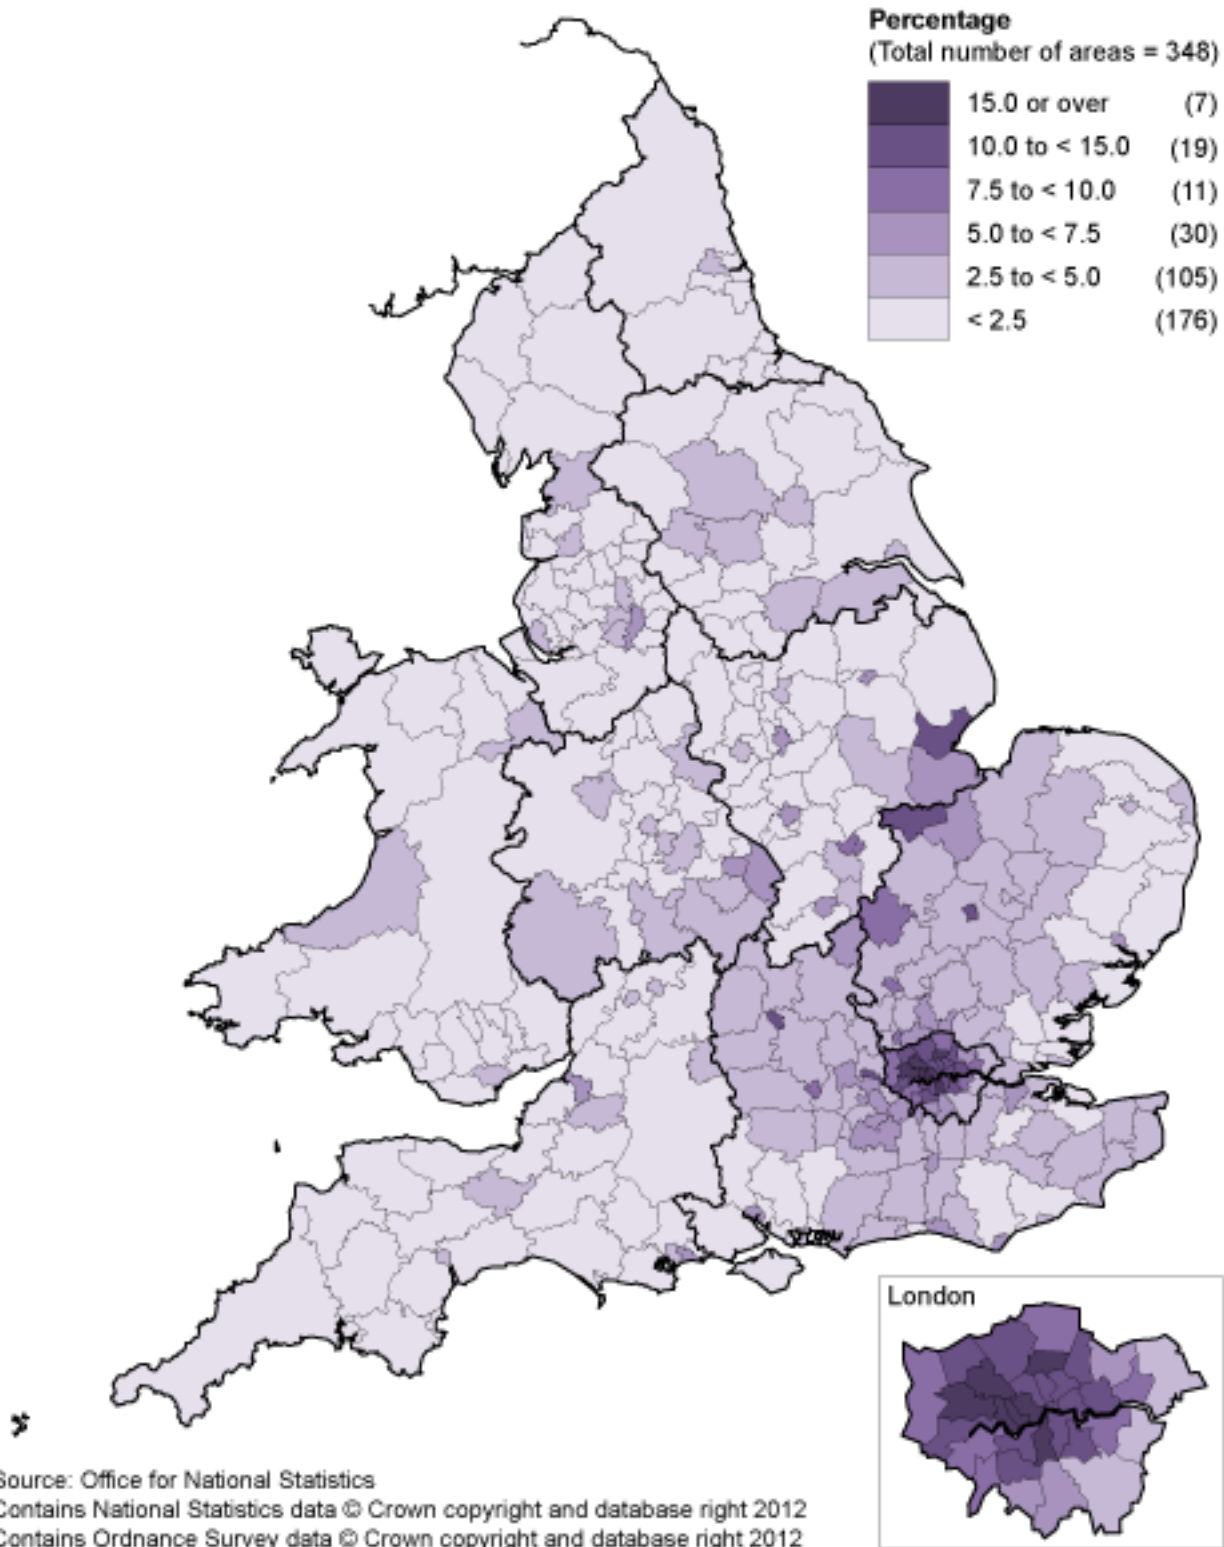 Percentage
(Total number of areas = 348)
15.0 or over (7)
10.0 to < 15.0 (19)
7.5 to < 10.0 (11)
5.0 to < 7.5 (30)
2.5 to < 5.0 (105)
< 2.5 (176)
London
Source: Office for National Statistics
Contains National Statistics data © Crown copyright and database right 2012
Contains Ordnance Survey data © Crown copyright and database right 2012